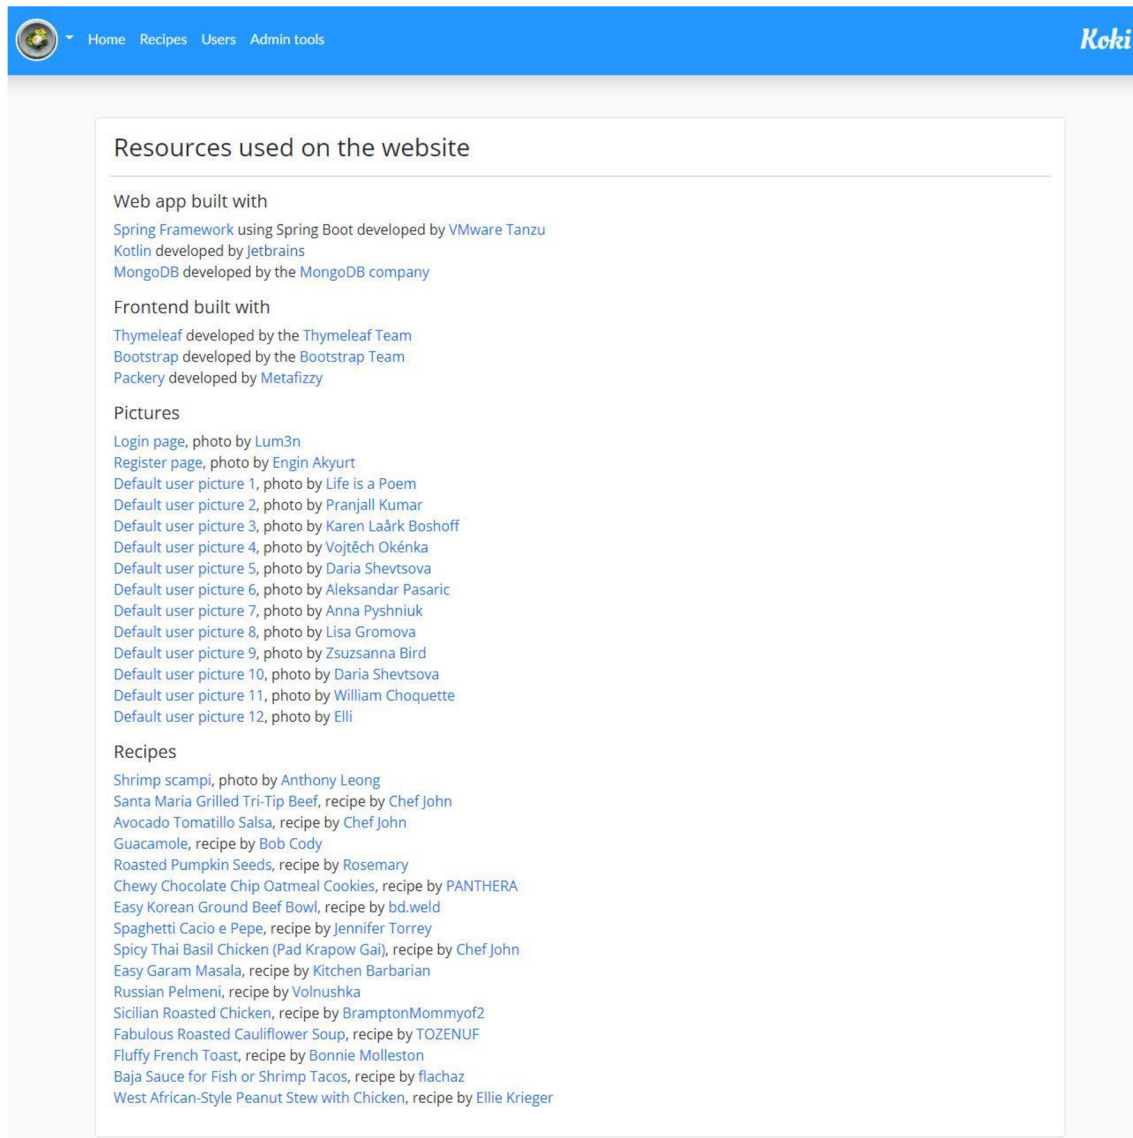 Home Recipes Users Admin tools
Koki
Resources used on the website
Web app built with
Spring Framework using Spring Boot developed by VMware Tanzu
Kotlin developed by Jetbrains
MongoDB developed by the MongoDB company
Frontend built with
Thymeleaf developed by the Thymeleaf Team
Bootstrap developed by the Bootstrap Team
Packery developed by Metafizzy
Pictures
Login page, photo by Lum3n
Register page, photo by Engin Akyurt
Default user picture 1, photo by Life is a Poem
Default user picture 2, photo by Pranjall Kumar
Default user picture 3, photo by Karen Laårk Boshoff
Default user picture 4, photo by Vojtěch Okénka
Default user picture 5, photo by Daria Shevtsova
Default user picture 6, photo by Aleksandar Pasaric
Default user picture 7, photo by Anna Pyshniuk
Default user picture 8, photo by Lisa Gromova
Default user picture 9, photo by Zsuzsanna Bird
Default user picture 10, photo by Daria Shevtsova
Default user picture 11, photo by William Choquette
Default user picture 12, photo by Elli
Recipes
Shrimp scampi, photo by Anthony Leong
Santa Maria Grilled Tri-Tip Beef, recipe by Chef John
Avocado Tomatillo Salsa, recipe by Chef John
Guacamole, recipe by Bob Cody
Roasted Pumpkin Seeds, recipe by Rosemary
Chewy Chocolate Chip Oatmeal Cookies, recipe by PANTHERA
Easy Korean Ground Beef Bowl, recipe by bd.weld
Spaghetti Cacio e Pepe, recipe by Jennifer Torrey
Spicy Thai Basil Chicken (Pad Krapow Gai), recipe by Chef John
Easy Garam Masala, recipe by Kitchen Barbarian
Russian Pelmeni, recipe by Volnushka
Sicilian Roasted Chicken, recipe by BramptonMommyof2
Fabulous Roasted Cauliflower Soup, recipe by TOZENUF
Fluffy French Toast, recipe by Bonnie Molleston
Baja Sauce for Fish or Shrimp Tacos, recipe by flachaz
West African-Style Peanut Stew with Chicken, recipe by Ellie Krieger